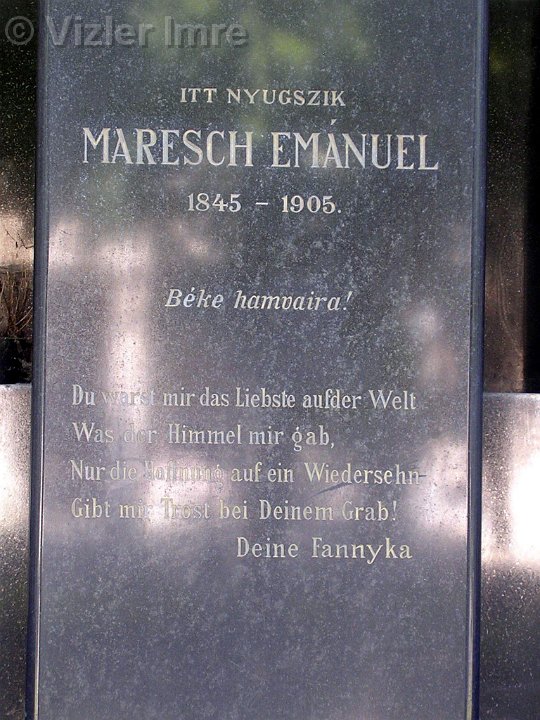 © Vizler Imre
ITT NYUGSZIK
MARESCH EMÁNUEL
1845 – 1905.
Béke hamvaira!
Du warst mir das Liebste aufder Welt
Was der Himmel mir gab,
Nur die Hoffnung auf ein Wiedersehn-
Gibt mir Trost bei Deinem Grab!
Deine Fannyka